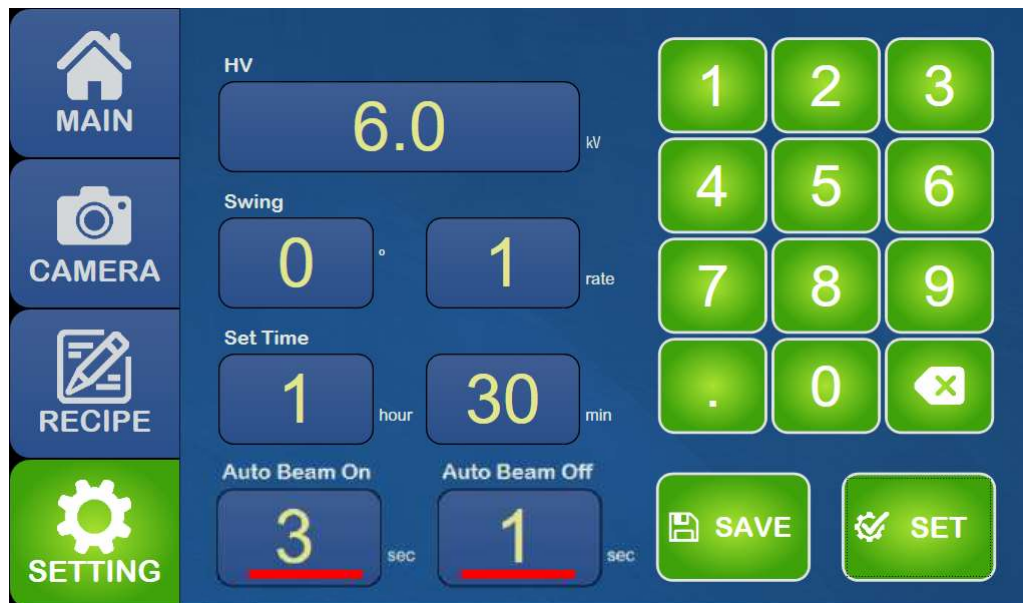 MAIN
CAMERA
RECIPE
SETTING
HV
6.0 kV
Swing
0 ° 1 rate
Set Time
1 hour 30 min
Auto Beam On Auto Beam Off
3 sec 1 sec
1 2 3
4 5 6
7 8 9
. 0
SAVE SET